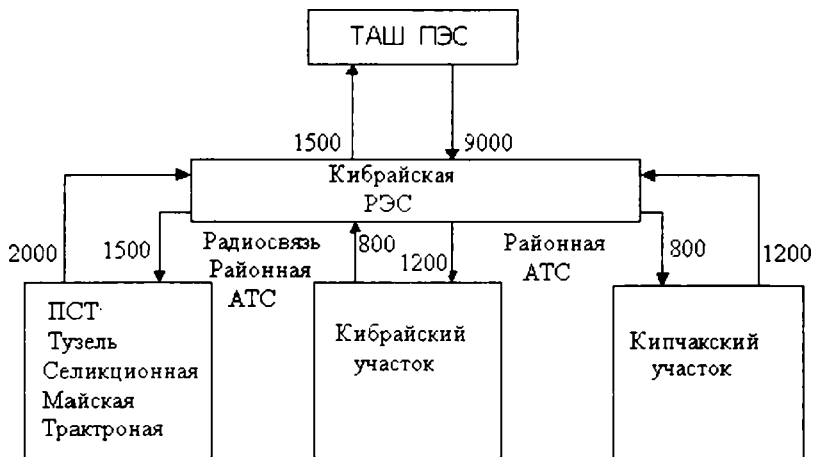 ТАШ ПЭС
1500
9000
Кибрайская
РЭС
2000
1500
Радиосвязь
Районная
АТС
800
1200
Районная
АТС
800
1200
ПСТ
Тузель
Селикционная
Майская
Трактроная
Кибрайский
участок
Кипчакский
участок